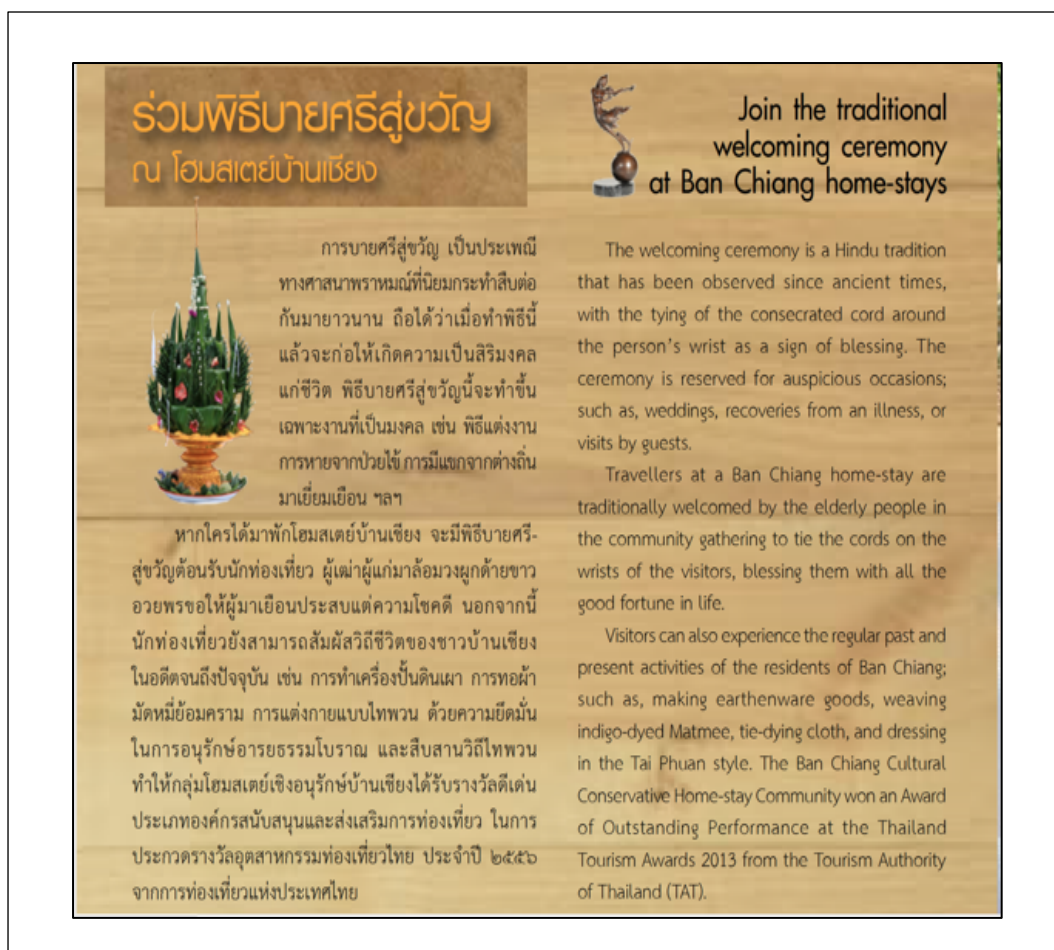 ร่วมพิธีบายศรีสู่ขวัญ
ณ โฮมสเตย์บ้านเชียง
การบายศรีสู่ขวัญ เป็นประเพณี
ทางศาสนาพราหมณ์ที่นิยมกระทำสืบต่อ
กันมายาวนาน ถือได้ว่าเมื่อทำพิธีนี้
แล้วจะก่อให้เกิดความเป็นสิริมงคล
แก่ชีวิต พิธีบายศรีสู่ขวัญนี้จะทำขึ้น
เฉพาะงานที่เป็นมงคล เช่น พิธีแต่งงาน
การหายจากป่วยไข้ การมีแขกจากต่างถิ่น
มาเยี่ยมเยือน ฯลฯ
หากใครได้มาพักโฮมสเตย์บ้านเชียง จะมีพิธีบายศรี-
สู่ขวัญต้อนรับนักท่องเที่ยว ผู้เฒ่าผู้แก่มาล้อมวงผูกด้ายขาว
อวยพรขอให้ผู้มาเยือนประสบแต่ความโชคดี นอกจากนี้
นักท่องเที่ยวยังสามารถสัมผัสวิถีชีวิตของชาวบ้านเชียง
ในอดีตจนถึงปัจจุบัน เช่น การทำเครื่องปั้นดินเผา การทอผ้า
มัดหมี่ย้อมคราม การแต่งกายแบบไทพวน ด้วยความยึดมั่น
ในการอนุรักษ์อารยธรรมโบราณ และสืบสานวิถีไทพวน
ทำให้กลุ่มโฮมสเตย์เชิงอนุรักษ์บ้านเชียงได้รับรางวัลดีเด่น
ประเภทองค์กรสนับสนุนและส่งเสริมการท่องเที่ยว ในการ
ประกวดรางวัลอุตสาหกรรมท่องเที่ยวไทย ประจำปี ๒๕๕๖
จากการท่องเที่ยวแห่งประเทศไทย
Join the traditional
welcoming ceremony
at Ban Chiang home-stays
The welcoming ceremony is a Hindu tradition
that has been observed since ancient times,
with the tying of the consecrated cord around
the person's wrist as a sign of blessing. The
ceremony is reserved for auspicious occasions;
such as, weddings, recoveries from an illness, or
visits by guests.
Travellers at a Ban Chiang home-stay are
traditionally welcomed by the elderly people in
the community gathering to tie the cords on the
wrists of the visitors, blessing them with all the
good fortune in life.
Visitors can also experience the regular past and
present activities of the residents of Ban Chiang;
such as, making earthenware goods, weaving
indigo-dyed Matmee, tie-dying cloth, and dressing
in the Tai Phuan style. The Ban Chiang Cultural
Conservative Home-stay Community won an Award
of Outstanding Performance at the Thailand
Tourism Awards 2013 from the Tourism Authority
of Thailand (TAT).